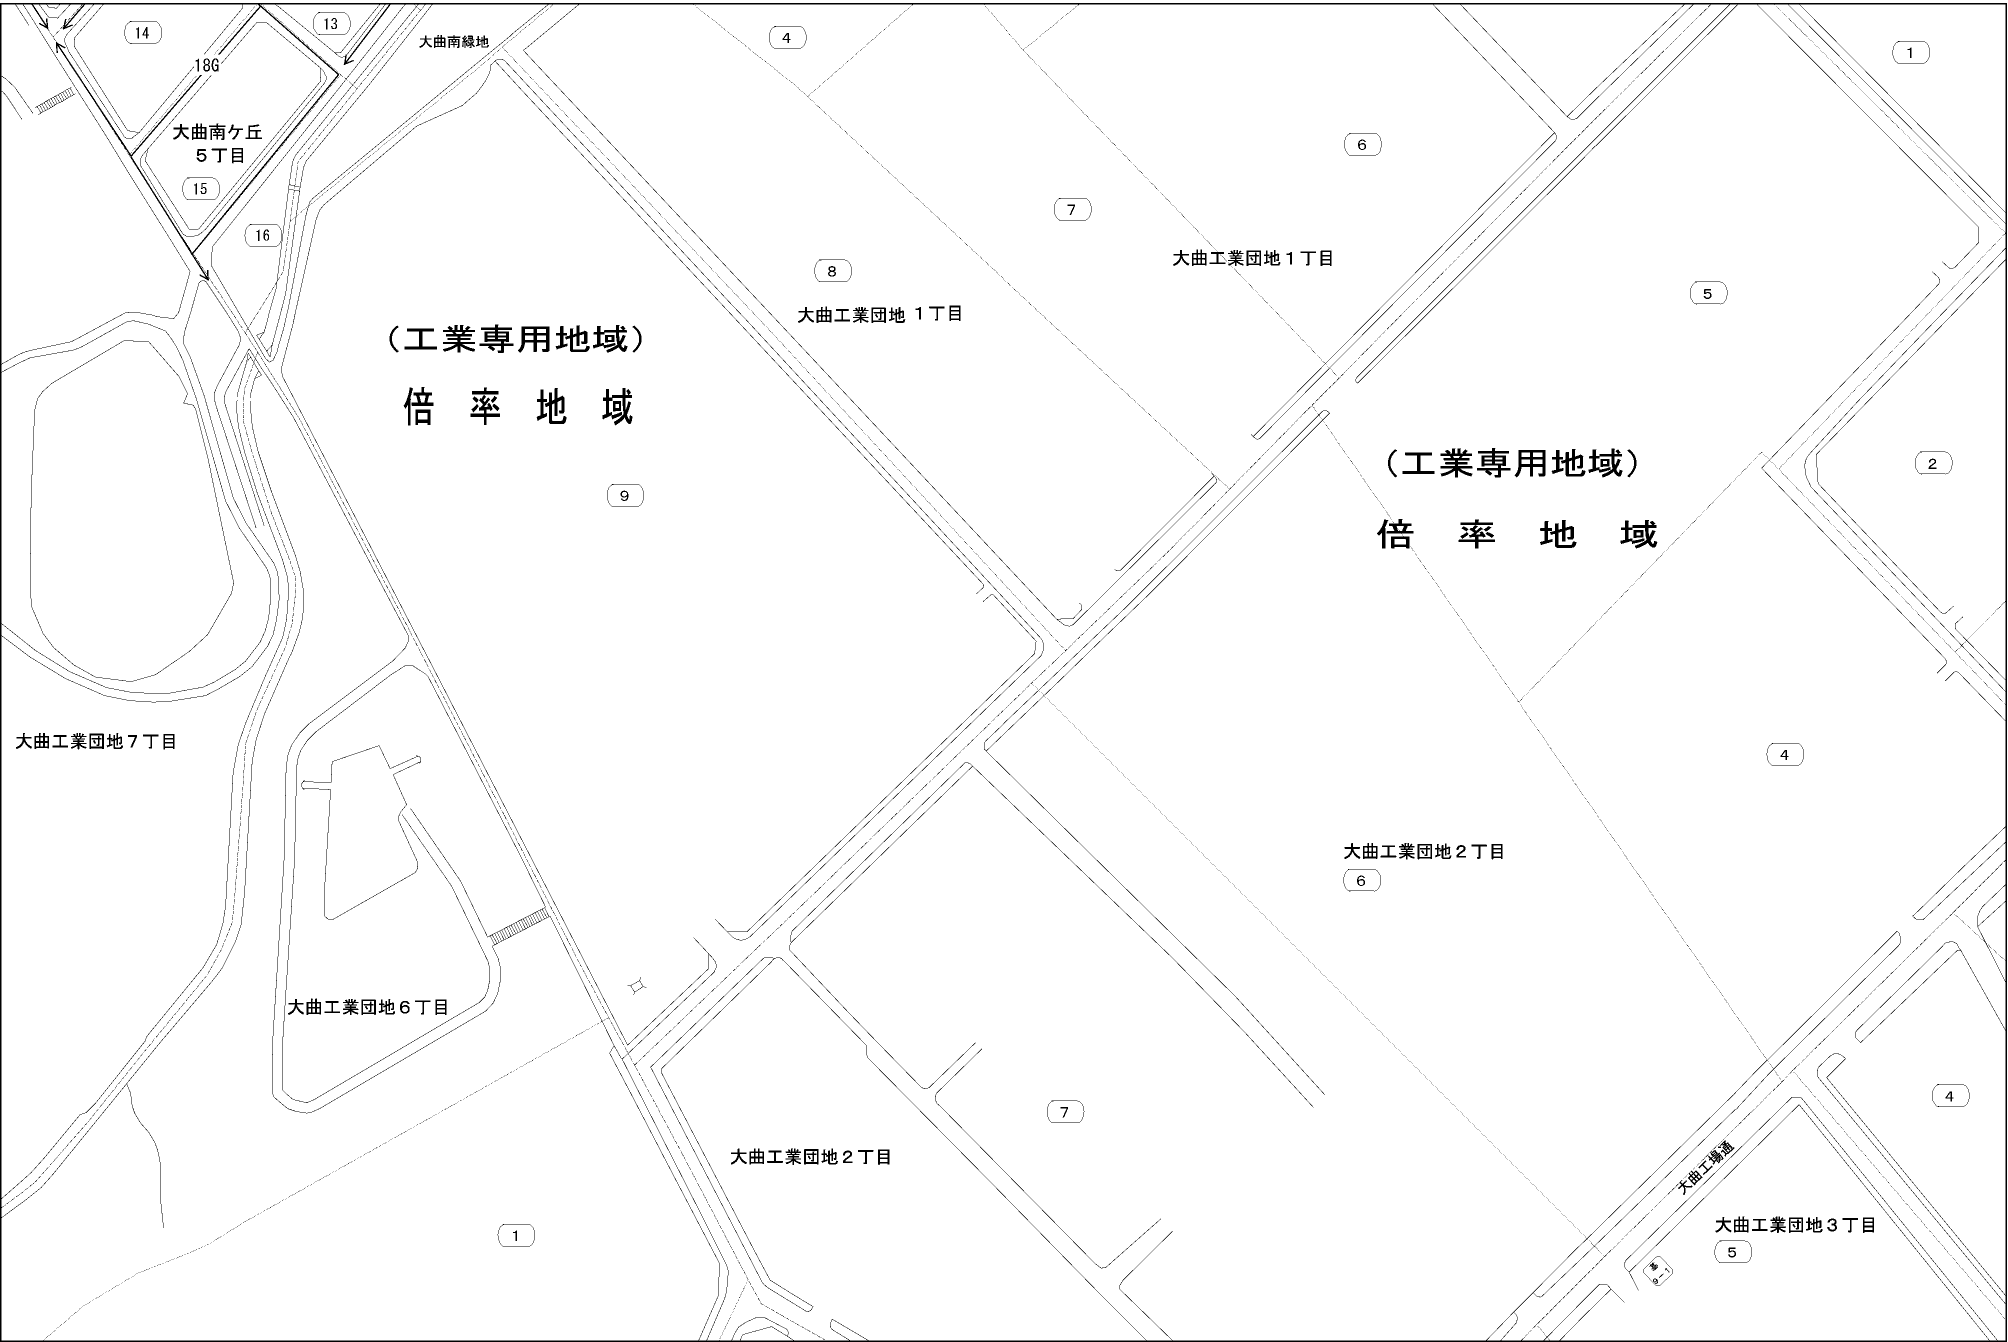 13
14
大曲南緑地
18G
大曲南ケ丘
５丁目
15
16
4
1
6
7
大曲工業団地１丁目
8
大曲工業団地 １丁目
5
（工業専用地域）
倍 率 地 域
9
（工業専用地域）
倍 率 地 域
2
大曲工業団地７丁目
4
大曲工業団地２丁目
6
大曲工業団地６丁目
7
4
大曲工業団地２丁目
大曲工場通
1
大曲工業団地３丁目
5
基
9－1